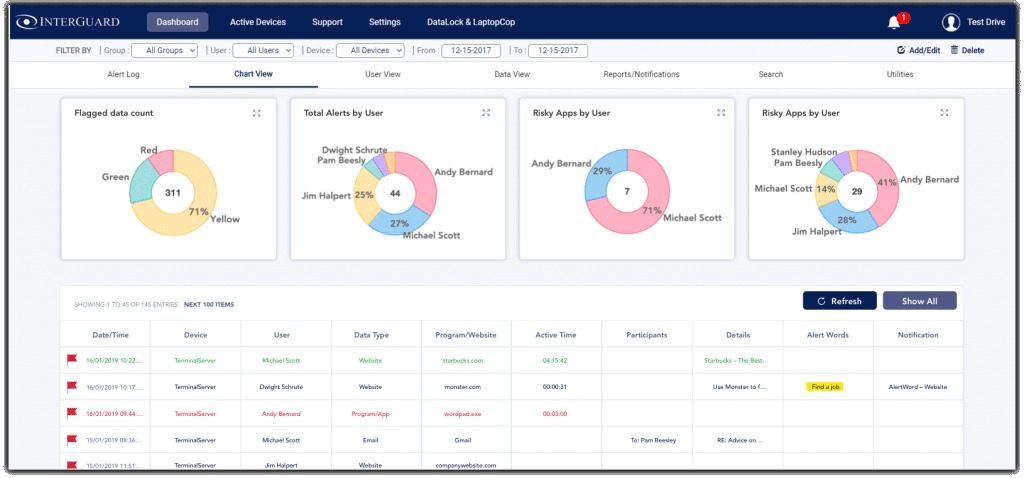 INTERGUARD
Dashboard Active Devices Support Settings DataLock & LaptopCop 1 Test Drive
FILTER BY | Group : All Groups | User : All Users | Device : All Devices | From : 12-15-2017 | To : 12-15-2017 Add/Edit Delete
Alert Log Chart View User View Data View Reports/Notifications Search Utilities
Flagged data count
Red
Green
311
71%
Yellow
Total Alerts by User
Dwight Schrute
Pam Beesly
Andy Bernard
Jim Halpert 25% 44
27%
Michael Scott
Risky Apps by User
Andy Bernard 29%
7
71% Michael Scott
Risky Apps by User
Stanley Hudson
Pam Beesly
41% Andy Bernard
Michael Scott 14% 29
28%
Jim Halpert
SHOWING 1 TO 45 OF 145 ENTRIES NEXT 100 ITEMS Refresh Show All
Date/Time Device User Data Type Program/Website Active Time Participants Details Alert Words Notification
16/01/2019 10:22:... TerminalServer Michael Scott Website starbucks.com 04:15:42 Starbucks – The Best...
16/01/2019 10:17:... TerminalServer Dwight Schrute Website monster.com 00:00:31 Use Monster to f... Find a job AlertWord – Website
16/01/2019 09:44:... TerminalServer Andy Bernard Program/App wordpad.exe 00:03:00
15/01/2019 08:36:... TerminalServer Michael Scott Email Gmail To: Pam Beesley RE: Advice on...
15/01/2019 11:51:... TerminalServer Jim Halpert Website companywebsite.com